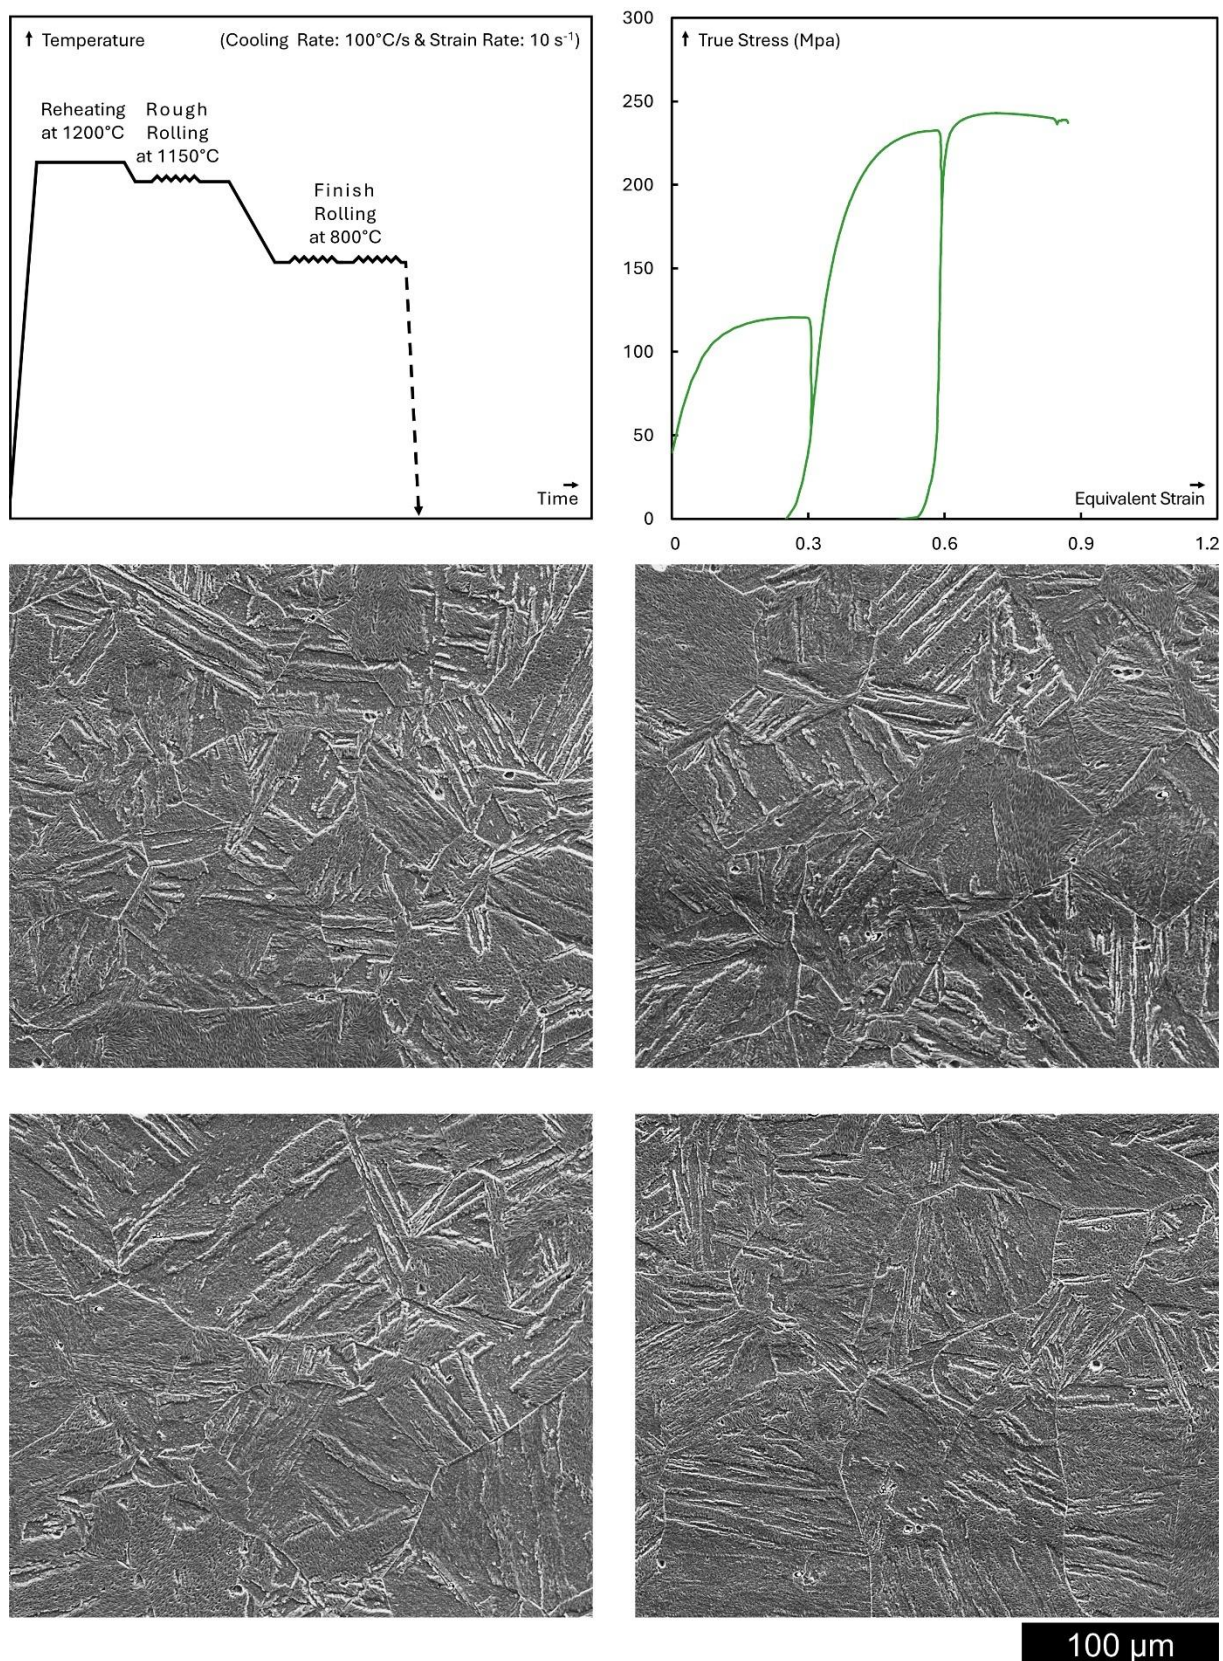 Temperature (Cooling Rate: 100°C/s & Strain Rate: 10 s⁻¹)
Reheating
at 1200°C
Rough
Rolling
at 1150°C
Finish
Rolling
at 800°C
Time
300
True Stress (Mpa)
250
200
150
100
50
Equivalent Strain
0
0 0.3 0.6 0.9 1.2
100 µm